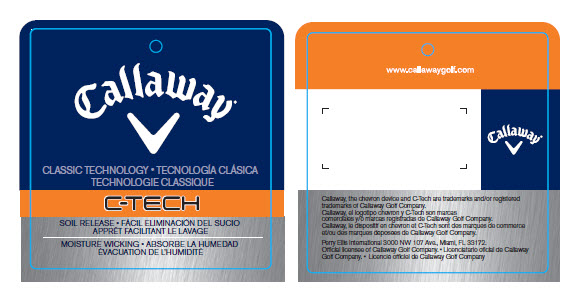 Callaway
CLASSIC TECHNOLOGY • TECNOLOGÍA CLÁSICA
TECHNOLOGIE CLASSIQUE
C-TECH
SOIL RELEASE • FÁCIL ELIMINACIÓN DEL SUCIO
APPRÊT FACILITANT LE LAVAGE
MOISTURE WICKING • ABSORBE LA HUMEDAD
ÉVACUATION DE L'HUMIDITÉ
www.callawaygolf.com
Callaway
Callaway, the chevron device and C-Tech are trademarks and/or registered
trademarks of Callaway Golf Company.
Callaway, el logotipo chevron y C-Tech son marcas
comerciales y/o marcas registradas de Callaway Golf Company.
Callaway, le dispositif en chevron et C-Tech sont des marques de commerce
et/ou des marques déposées de Callaway Golf Company.
Perry Ellis International 3000 NW 107 Ave., Miami, FL 33172.
Official licensee of Callaway Golf Company. • Licenciatario oficial de Callaway
Golf Company. • Licencié officiel de Callaway Golf Company